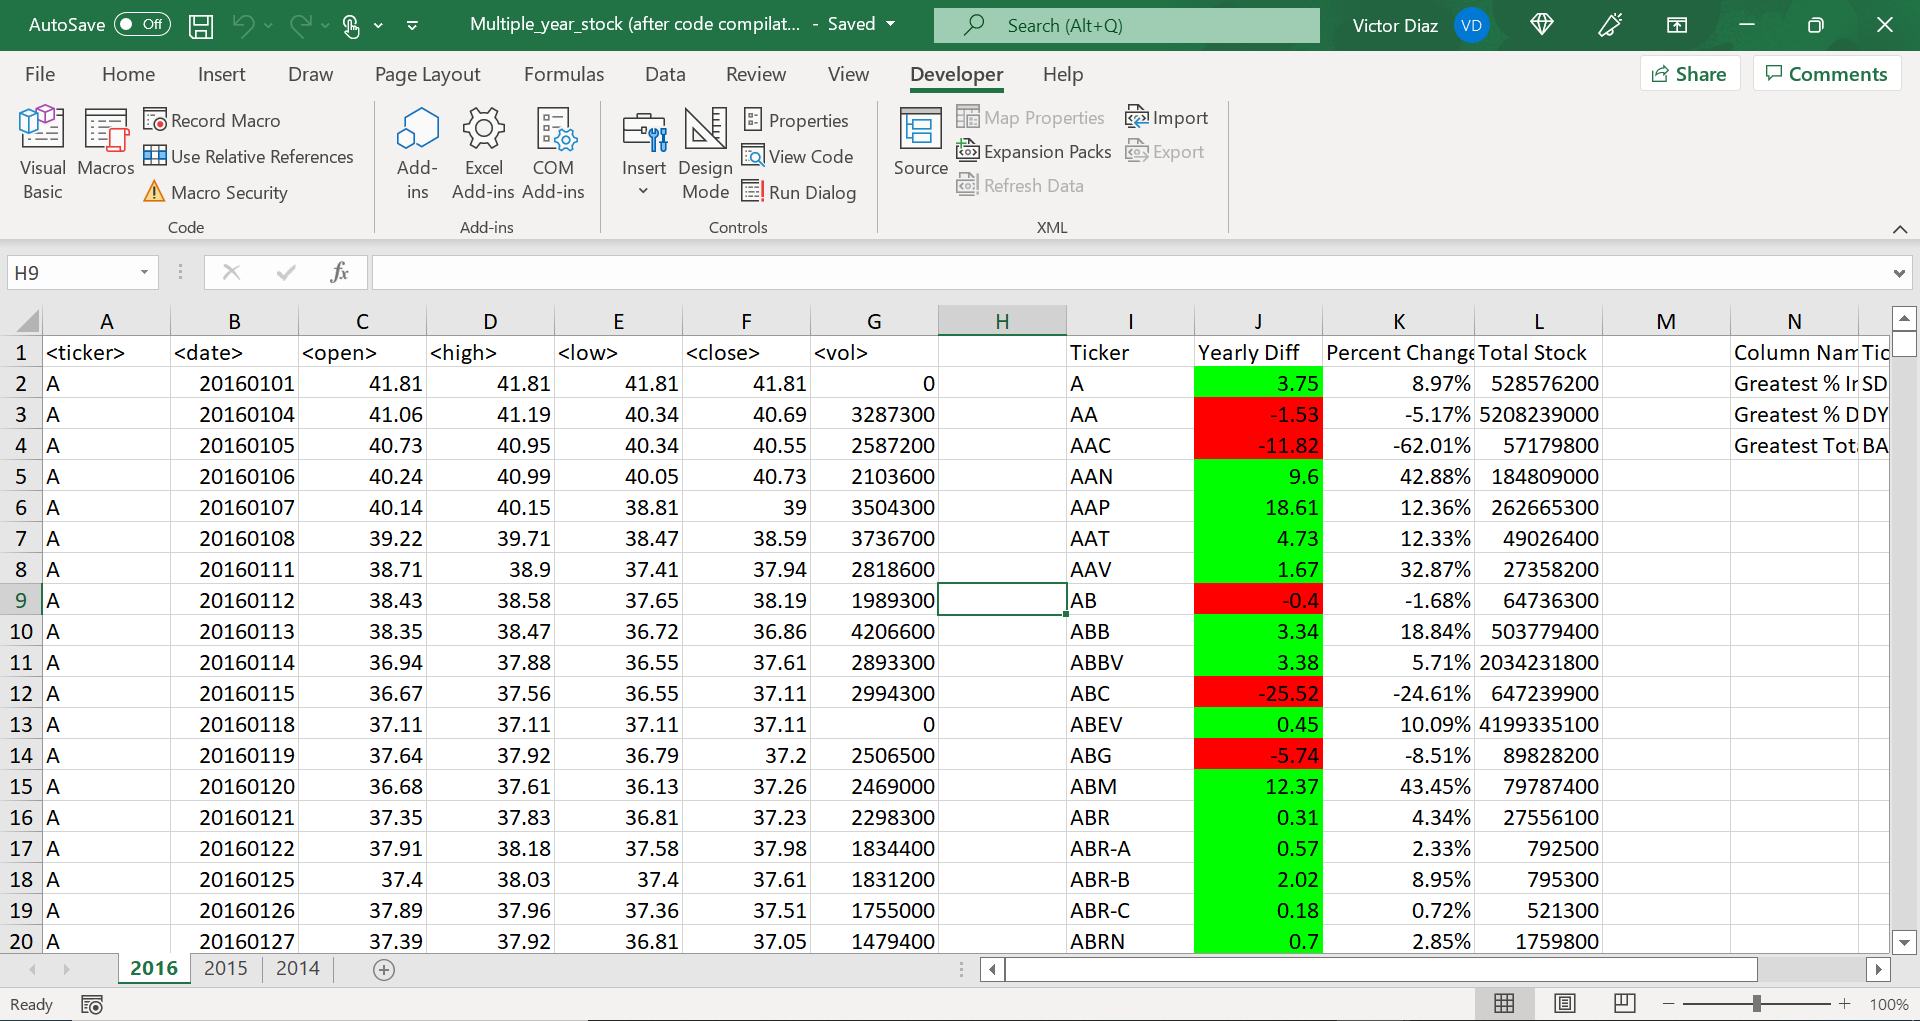 AutoSave Off Multiple_year_stock (after code compilat... - Saved Search (Alt+Q) Victor Diaz VD
File Home Insert Draw Page Layout Formulas Data Review View Developer Help Share Comments
Visual Basic
Macros
Record Macro
Use Relative References
Macro Security
Code
Add-ins
Excel Add-ins
COM Add-ins
Add-ins
Insert
Design Mode
Properties
View Code
Run Dialog
Controls
Source
Map Properties
Expansion Packs
Refresh Data
Import
Export
XML
H9 fx
A B C D E F G H I J K L M N
1 <ticker> <date> <open> <high> <low> <close> <vol> Ticker Yearly Diff Percent Change Total Stock Column Nam Tic
2 A 20160101 41.81 41.81 41.81 41.81 0 A 3.75 8.97% 528576200 Greatest % Ir SD
3 A 20160104 41.06 41.19 40.34 40.69 3287300 AA -1.53 -5.17% 5208239000 Greatest % D DY
4 A 20160105 40.73 40.95 40.34 40.55 2587200 AAC -11.82 -62.01% 57179800 Greatest Tot BA
5 A 20160106 40.24 40.99 40.05 40.73 2103600 AAN 9.6 42.88% 184809000
6 A 20160107 40.14 40.15 38.81 39 3504300 AAP 18.61 12.36% 262665300
7 A 20160108 39.22 39.71 38.47 38.59 3736700 AAT 4.73 12.33% 49026400
8 A 20160111 38.71 38.9 37.41 37.94 2818600 AAV 1.67 32.87% 27358200
9 A 20160112 38.43 38.58 37.65 38.19 1989300 AB -0.4 -1.68% 64736300
10 A 20160113 38.35 38.47 36.72 36.86 4206600 ABB 3.34 18.84% 503779400
11 A 20160114 36.94 37.88 36.55 37.61 2893300 ABBV 3.38 5.71% 2034231800
12 A 20160115 36.67 37.56 36.55 37.11 2994300 ABC -25.52 -24.61% 647239900
13 A 20160118 37.11 37.11 37.11 37.11 0 ABEV 0.45 10.09% 4199335100
14 A 20160119 37.64 37.92 36.79 37.2 2506500 ABG -5.74 -8.51% 89828200
15 A 20160120 36.68 37.61 36.13 37.26 2469000 ABM 12.37 43.45% 79787400
16 A 20160121 37.35 37.83 36.81 37.23 2298300 ABR 0.31 4.34% 27556100
17 A 20160122 37.91 38.18 37.58 37.98 1834400 ABR-A 0.57 2.33% 792500
18 A 20160125 37.4 38.03 37.4 37.61 1831200 ABR-B 2.02 8.95% 795300
19 A 20160126 37.89 37.96 37.36 37.51 1755000 ABR-C 0.18 0.72% 521300
20 A 20160127 37.39 37.92 36.81 37.05 1479400 ABRN 0.7 2.85% 1759800
2016 2015 2014
Ready 100%